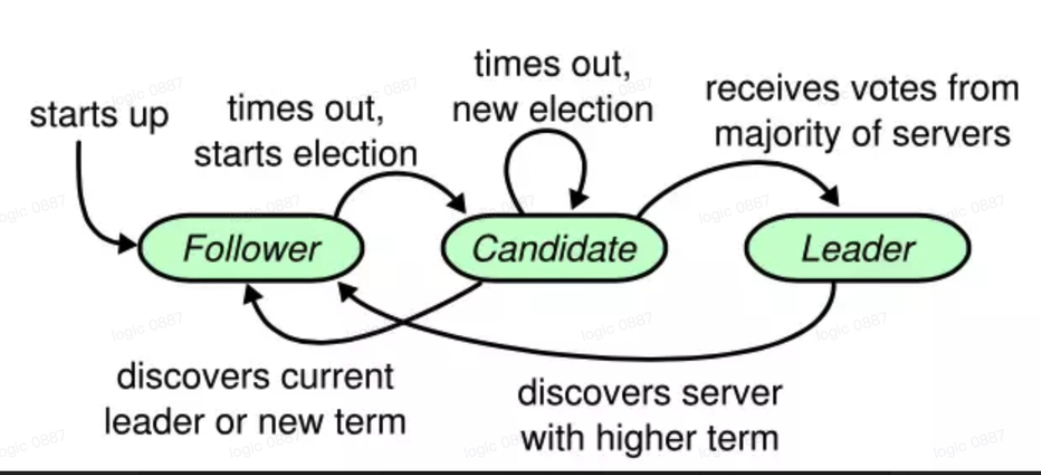 times out,
new election
receives votes from
majority of servers
starts up
times out,
starts election
Follower
Candidate
Leader
discovers current
leader or new term
discovers server
with higher term
logic 0887